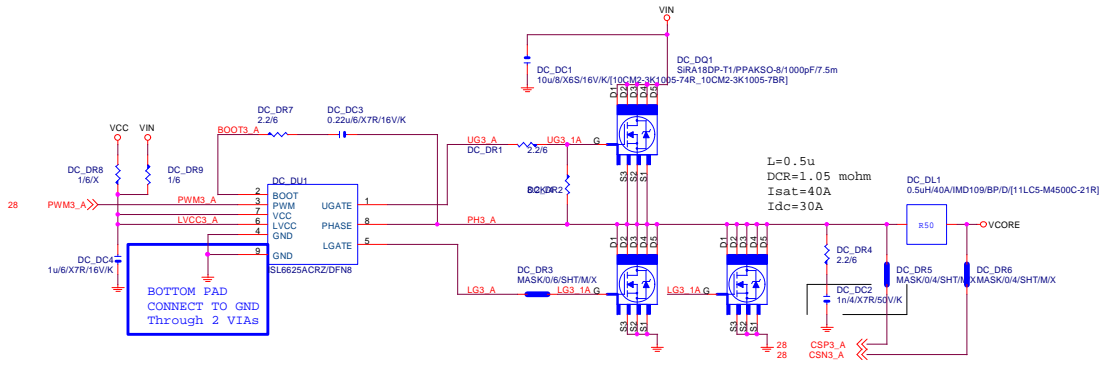 VIN
DC_DC1
10u/8/X6S/16V/K/[10CM2-3K1005-74R_10CM2-3K1005-7BR]
DC_DQ1
SiRA18DP-T1/PPAKSO-8/1000pF/7.5m
D1
D2
D3
D4
D5
G
S3
S2
S1
VCC
VIN
DC_DR8
1/6/X
DC_DR9
1/6
BOOT3_A
DC_DR7
2.2/6
DC_DC3
0.22u/6/X7R/16V/K
UG3_A
DC_DR1
2.2/6
UG3_1A
L=0.5u
DCR=1.05 mohm
Isat=40A
Idc=30A
DC_DL1
0.5uH/40A/IMD109/BP/D/[11LC5-M4500C-21R]
R50
VCORE
28
PWM3_A
PWM3_A
LVCC3_A
DC_DU1
2
BOOT
3
PWM
7
VCC
6
LVCC
4
GND
9
GND
UGATE
1
PHASE
8
LGATE
5
SL6625ACRZ/DFN8
PH3_A
DC_DC4
1u/6/X7R/16V/K
BOTTOM PAD
CONNECT TO GND
Through 2 VIAs
LG3_A
DC_DR3
MASK/0/6/SHT/M/X
LG3_1A
G
D1
D2
D3
D4
D5
S3
S2
S1
LG3_1A
G
D1
D2
D3
D4
D5
S3
S2
S1
DC_DR4
2.2/6
DC_DC2
1n/4/X7R/50V/K
DC_DR5
MASK/0/4/SHT/M/X
DC_DR6
MASK/0/4/SHT/M/X
28
CSP3_A
28
CSN3_A